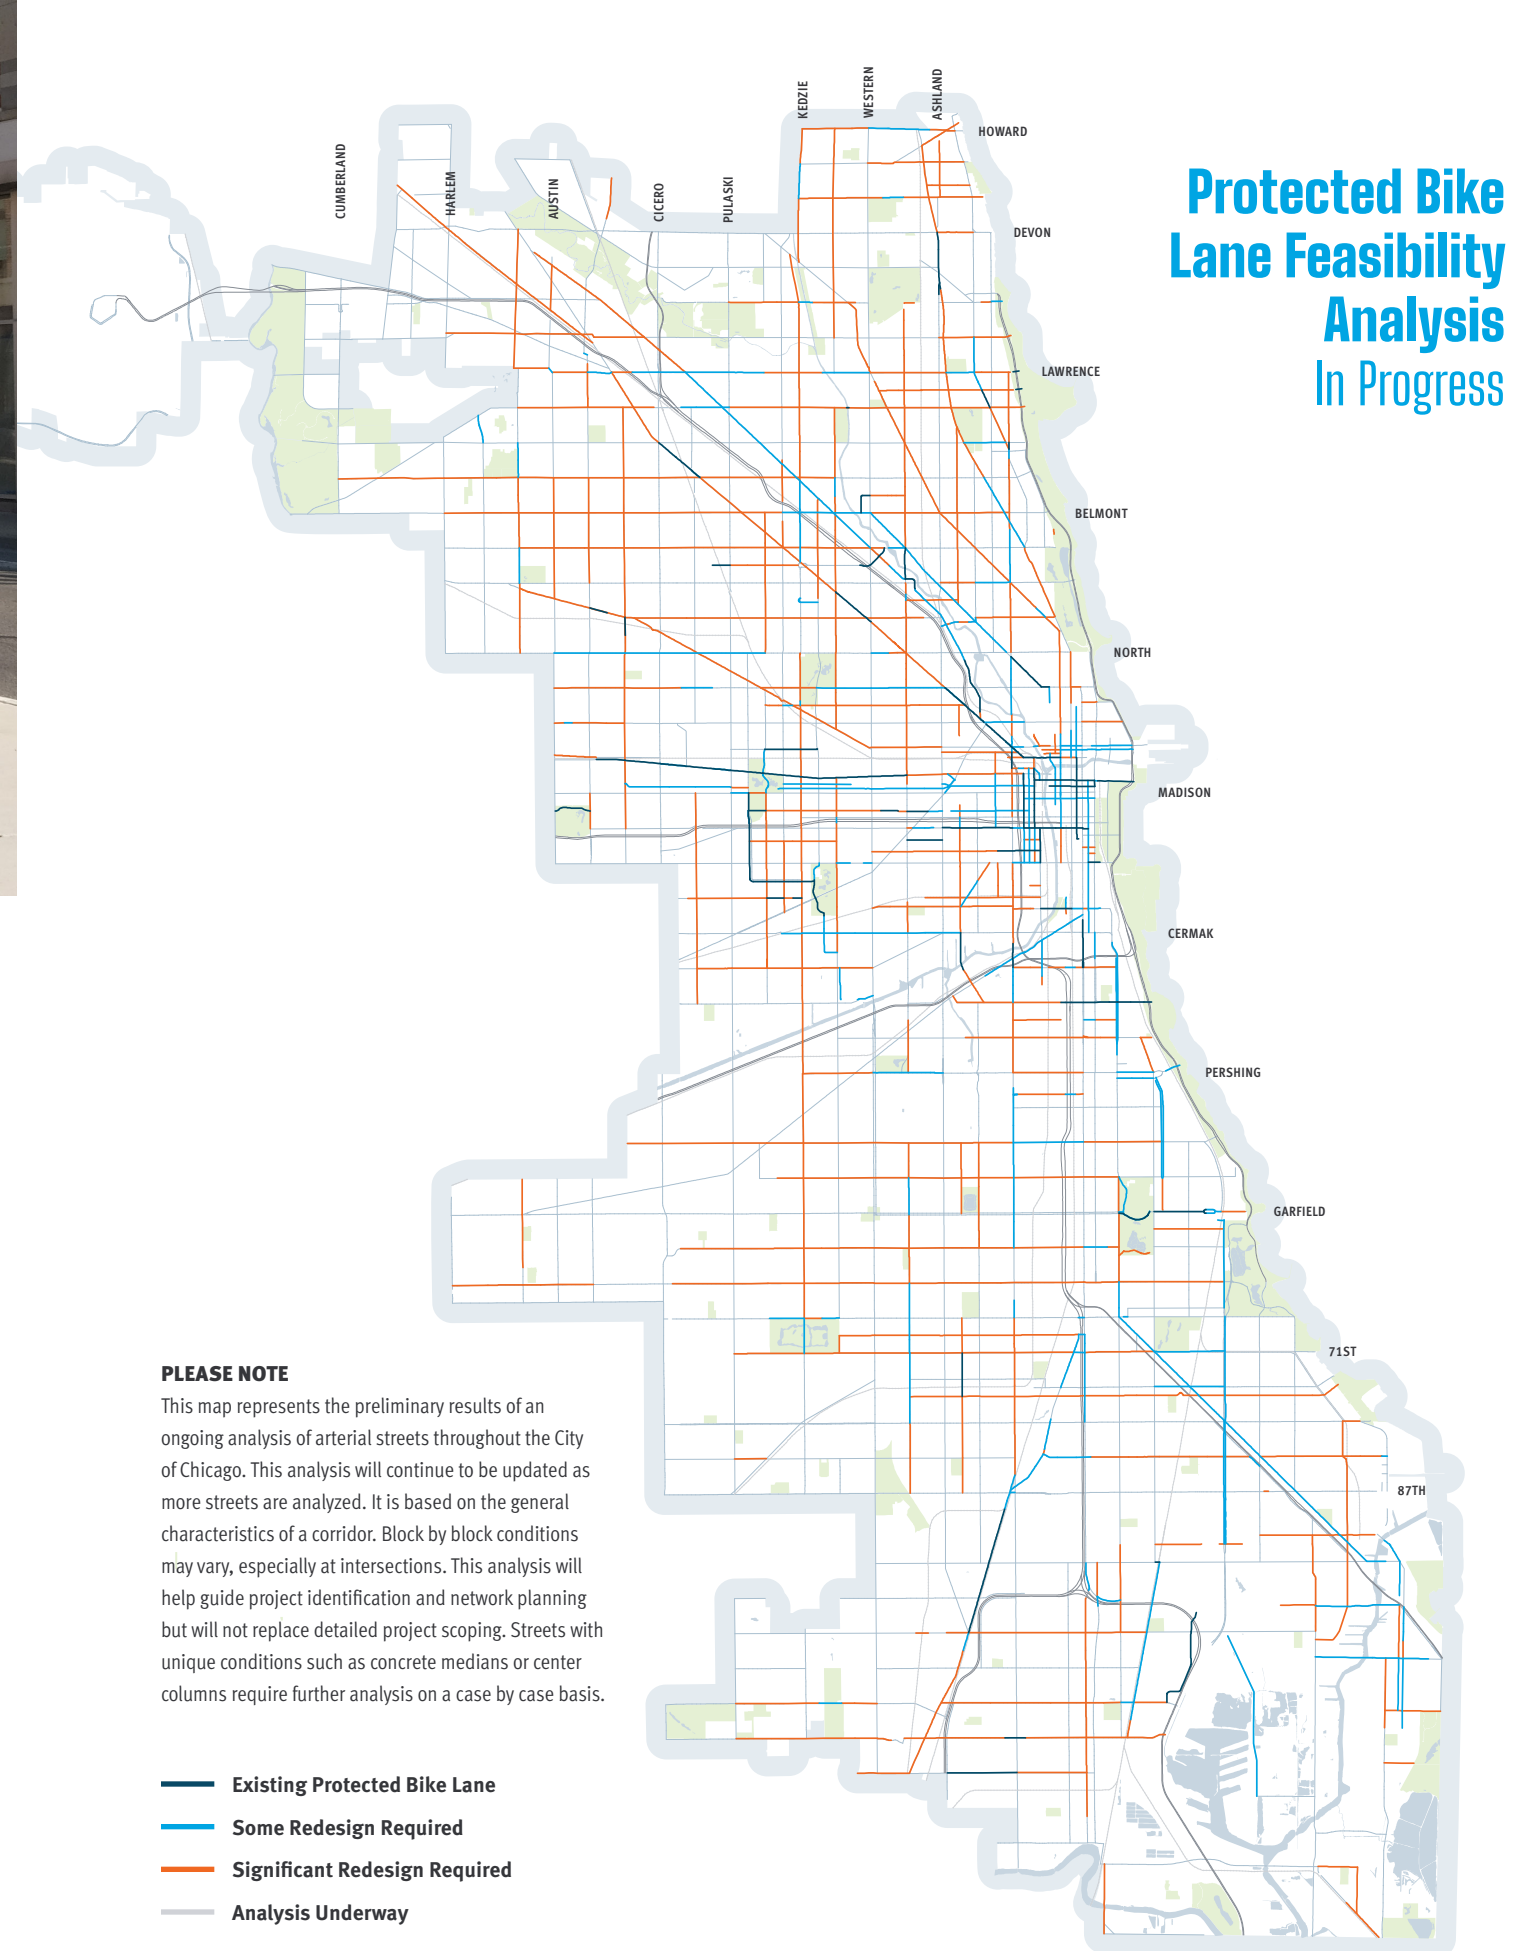 KEDZIE
WESTERN
ASHLAND
HOWARD
CUMBERLAND
HARLEM
AUSTIN
CICERO
PULASKI
Protected Bike
Lane Feasibility
Analysis
In Progress
DEVON
LAWRENCE
BELMONT
NORTH
MADISON
CERMAK
PERSHING
GARFIELD
71ST
87TH
PLEASE NOTE
This map represents the preliminary results of an
ongoing analysis of arterial streets throughout the City
of Chicago. This analysis will continue to be updated as
more streets are analyzed. It is based on the general
characteristics of a corridor. Block by block conditions
may vary, especially at intersections. This analysis will
help guide project identification and network planning
but will not replace detailed project scoping. Streets with
unique conditions such as concrete medians or center
columns require further analysis on a case by case basis.
Existing Protected Bike Lane
Some Redesign Required
Significant Redesign Required
Analysis Underway